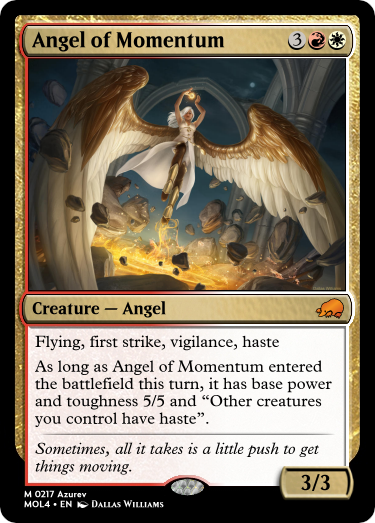 Angel of Momentum 3
Creature — Angel
Flying, first strike, vigilance, haste
As long as Angel of Momentum entered
the battlefield this turn, it has base power
and toughness 5/5 and “Other creatures
you control have haste”.
Sometimes, all it takes is a little push to get
things moving.
3/3
M 0217 Azurev
MOL4 • EN Dallas Williams